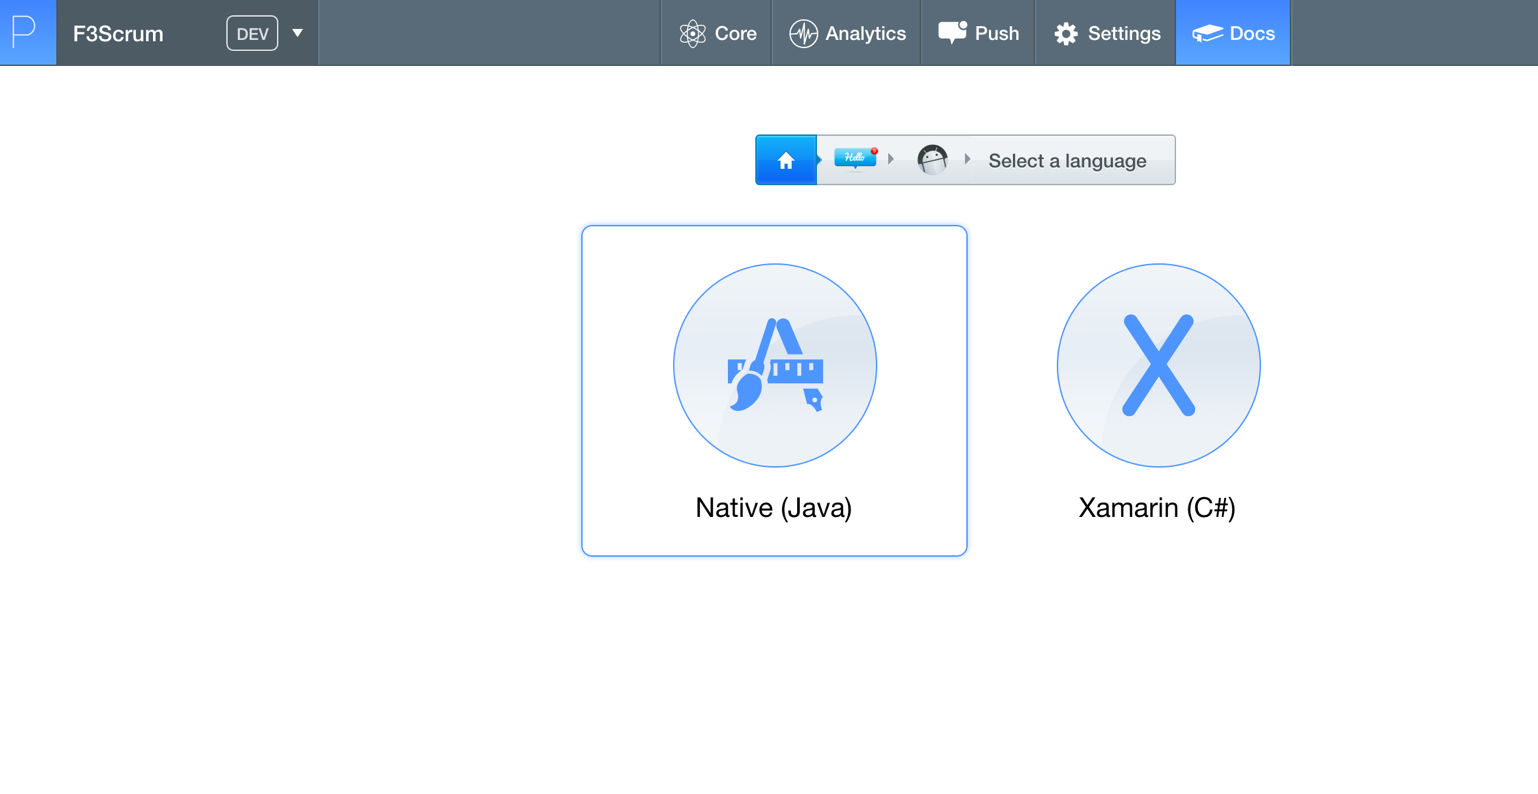 P F3Scrum DEV Core Analytics Push Settings Docs
Hello Select a language
Native (Java) Xamarin (C#)